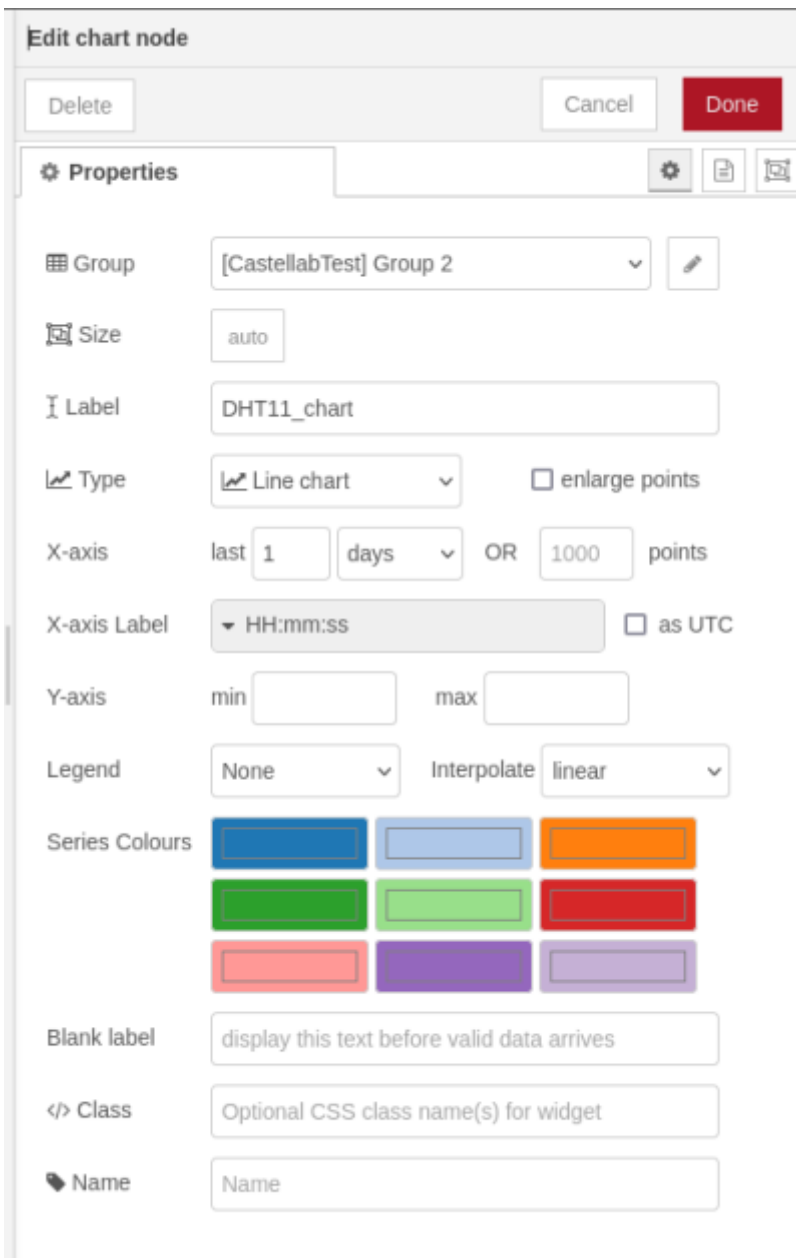 Edit chart node
Delete Cancel Done
Properties
Group [CastellabTest] Group 2
Size auto
Label DHT11_chart
Type Line chart enlarge points
X-axis last 1 days OR 1000 points
X-axis Label HH:mm:ss as UTC
Y-axis min max
Legend None Interpolate linear
Series Colours
Blank label display this text before valid data arrives
</> Class Optional CSS class name(s) for widget
Name Name